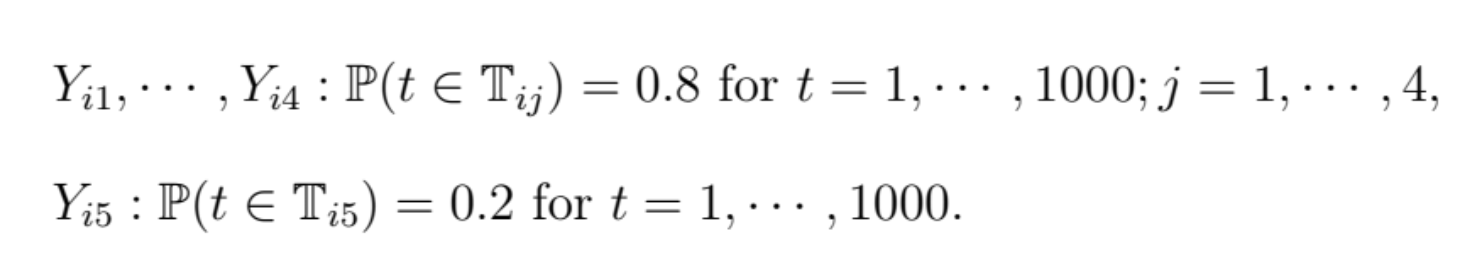 Y_{i1}, ⋯ , Y_{i4} : ℙ(t ∈ 𝕋_{ij}) = 0.8 for t = 1, ⋯ , 1000; j = 1, ⋯ , 4,
Y_{i5} : ℙ(t ∈ 𝕋_{i5}) = 0.2 for t = 1, ⋯ , 1000.